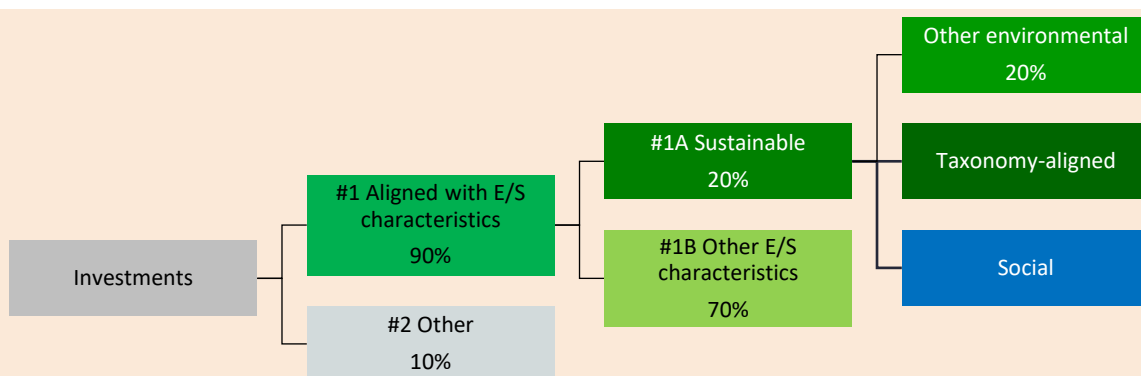 Investments
#1 Aligned with E/S
characteristics
90%
#2 Other
10%
#1A Sustainable
20%
#1B Other E/S
characteristics
70%
Other environmental
20%
Taxonomy-aligned
Social